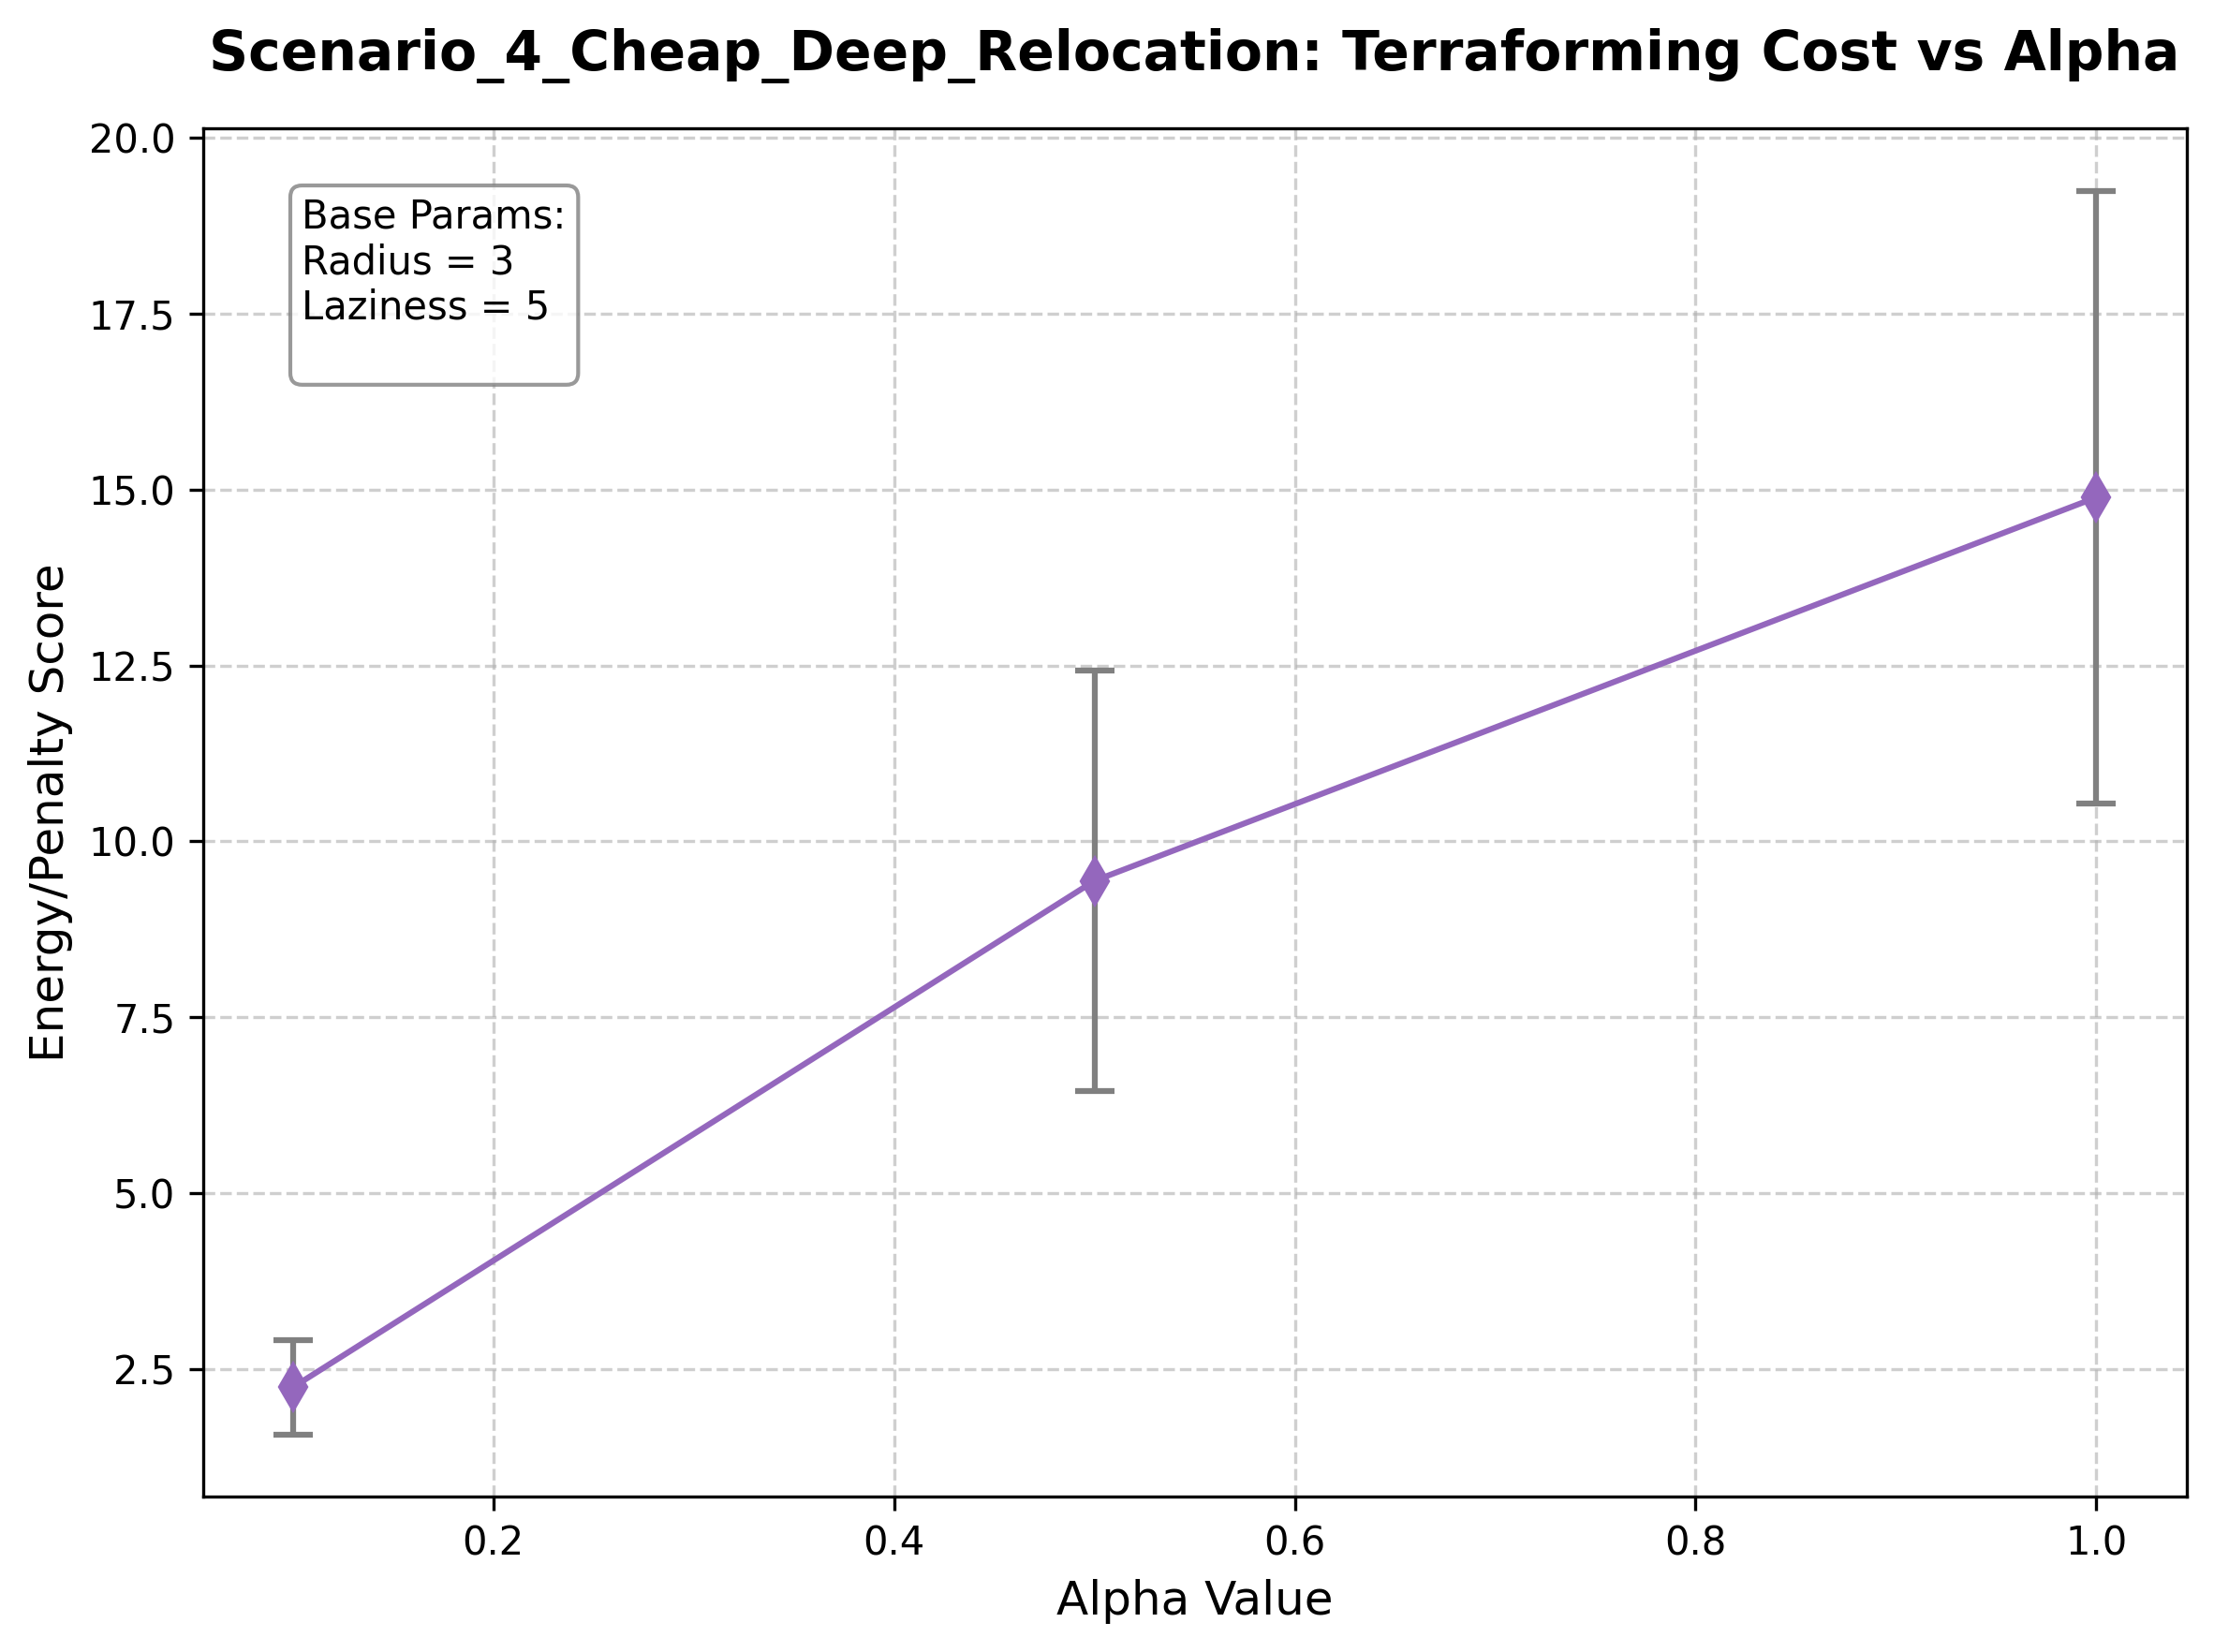 Scenario_4_Cheap_Deep_Relocation: Terraforming Cost vs Alpha
Energy/Penalty Score
20.0
17.5
15.0
12.5
10.0
7.5
5.0
2.5
Base Params:
Radius = 3
Laziness = 5
0.2
0.4
0.6
0.8
1.0
Alpha Value